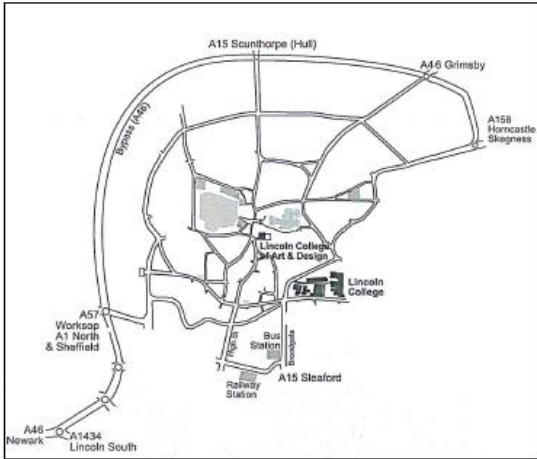 A15 Scunthorpe (Hull)
A46 Grimsby
Bypass (A46)
A158
Horncastle
Skegness
Lincoln College
of Art & Design
Lincoln
College
A57
Worksop
A1 North
& Sheffield
High St
Bus
Station
Broadgate
Railway
Station
A15 Sleaford
A46
Newark
A1434
Lincoln South